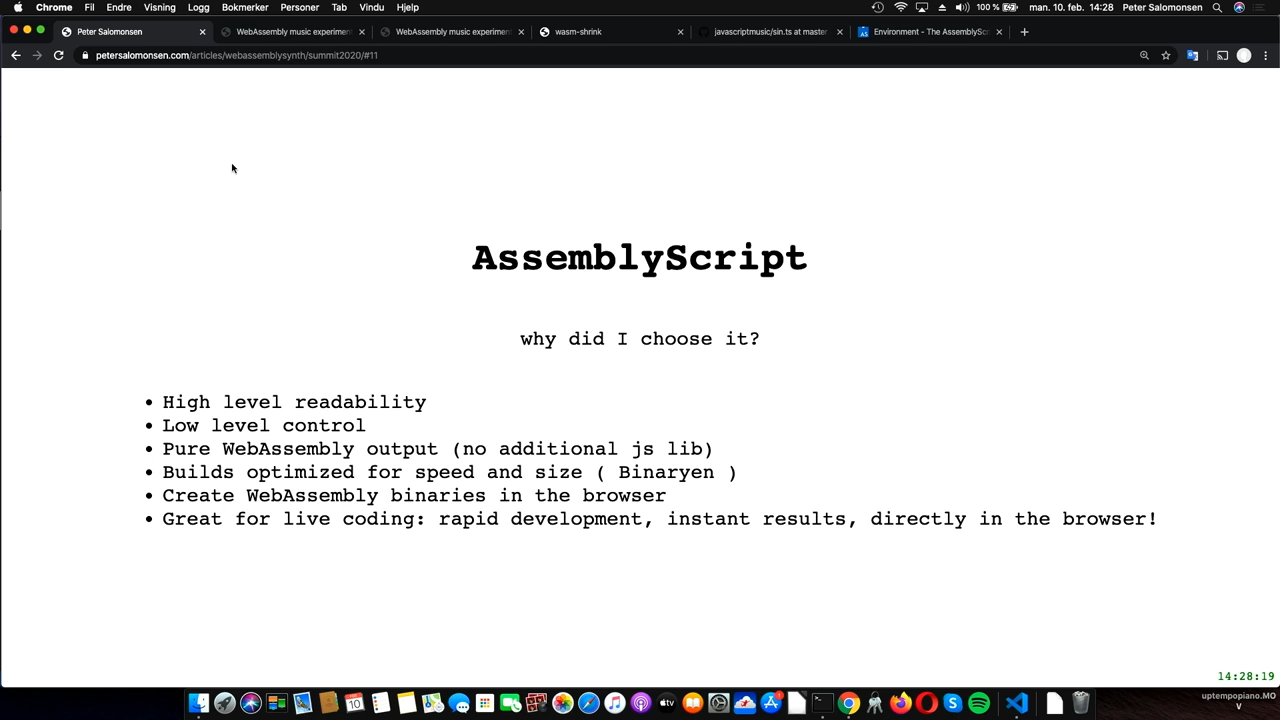 Chrome Fil Endre Visning Logg Bokmerker Personer Tab Vindu Hjelp 100 % man. 10. feb. 14:28 Peter Salomonsen
Peter Salomonsen WebAssembly music experiment WebAssembly music experiment wasm-shrink javascriptmusic/sin.ts at master Environment - The AssemblyScr
petersalomonsen.com/articles/webassemblysynth/summit2020/#11
AssemblyScript
why did I choose it?
• High level readability
• Low level control
• Pure WebAssembly output (no additional js lib)
• Builds optimized for speed and size ( Binaryen )
• Create WebAssembly binaries in the browser
• Great for live coding: rapid development, instant results, directly in the browser!
14:28:19
uptempopiano.MO
V